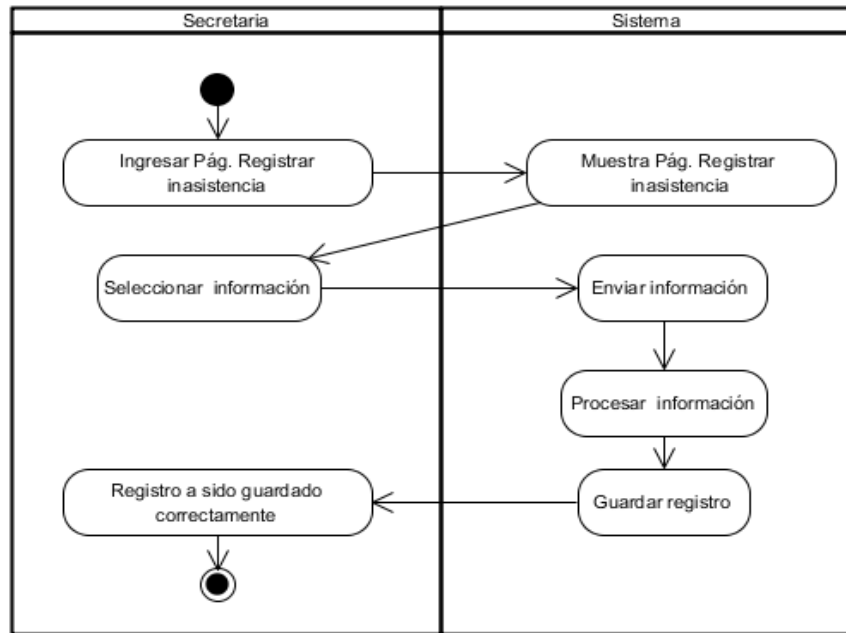 Secretaria
Sistema
Ingresar Pág. Registrar
inasistencia
Muestra Pág. Registrar
inasistencia
Seleccionar información
Enviar información
Procesar información
Registro a sido guardado
correctamente
Guardar registro